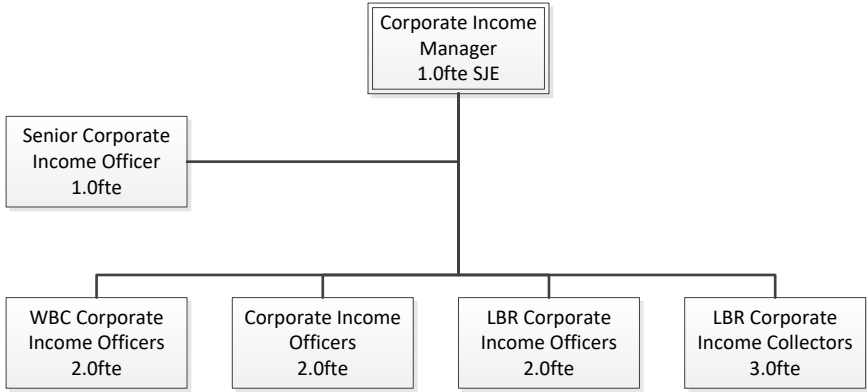 Corporate Income
Manager
1.0fte SJE
Senior Corporate
Income Officer
1.0fte
WBC Corporate
Income Officers
2.0fte
Corporate Income
Officers
2.0fte
LBR Corporate
Income Officers
2.0fte
LBR Corporate
Income Collectors
3.0fte